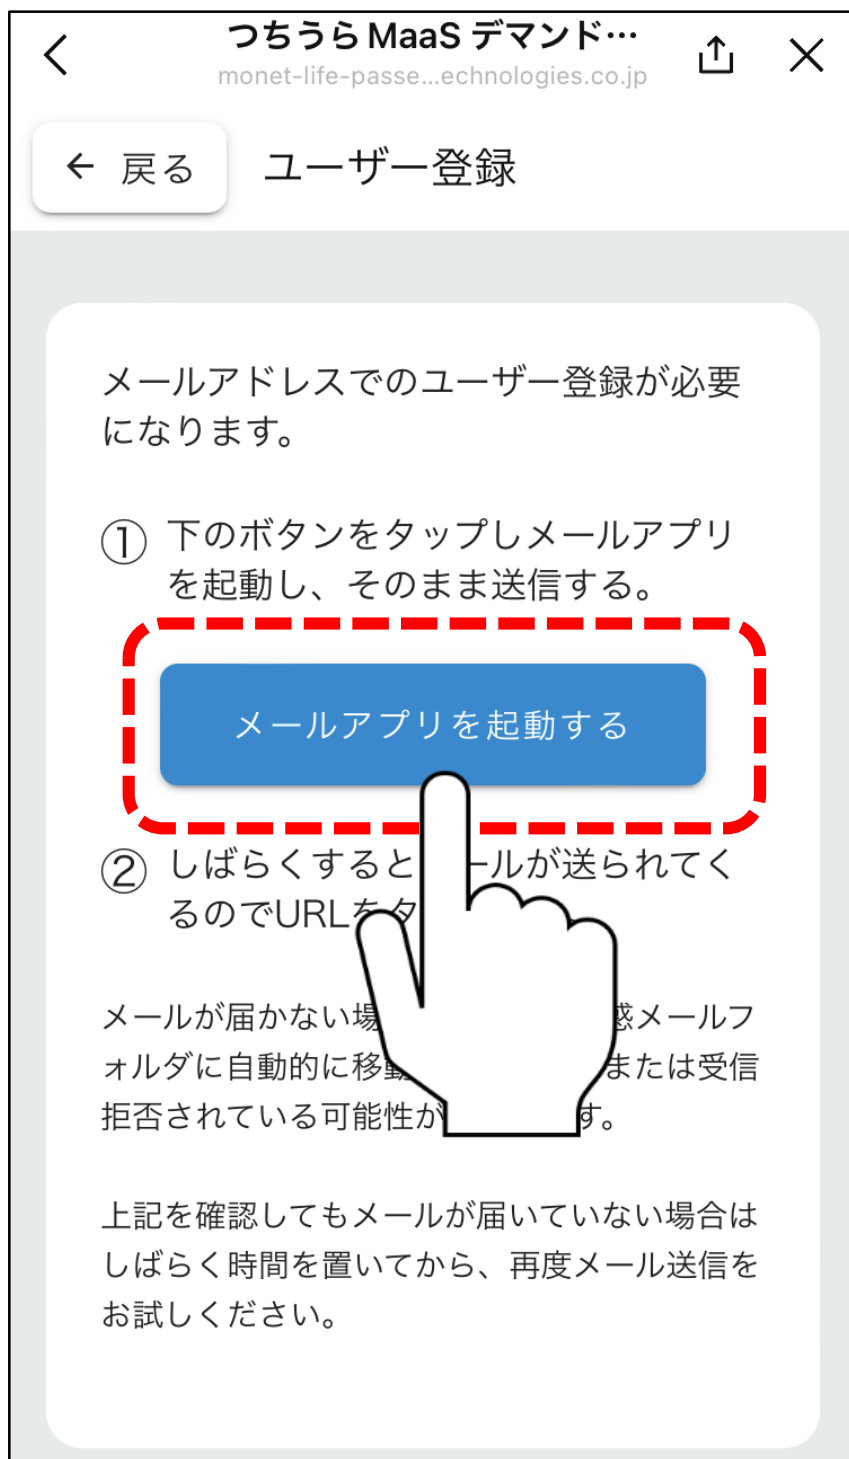 つちうら MaaS デマンド…
monet-life-passe...echnologies.co.jp
← 戻る
ユーザー登録
メールアドレスでのユーザー登録が必要
になります。
① 下のボタンをタップしメールアプリ
を起動し、そのまま送信する。
メールアプリを起動する
② しばらくすると ールが送られてく
るのでURLをタ
メールが届かない場 惑メールフ
ォルダに自動的に移動 または受信
拒否されている可能性が す。
上記を確認してもメールが届いていない場合は
しばらく時間を置いてから、再度メール送信を
お試しください。